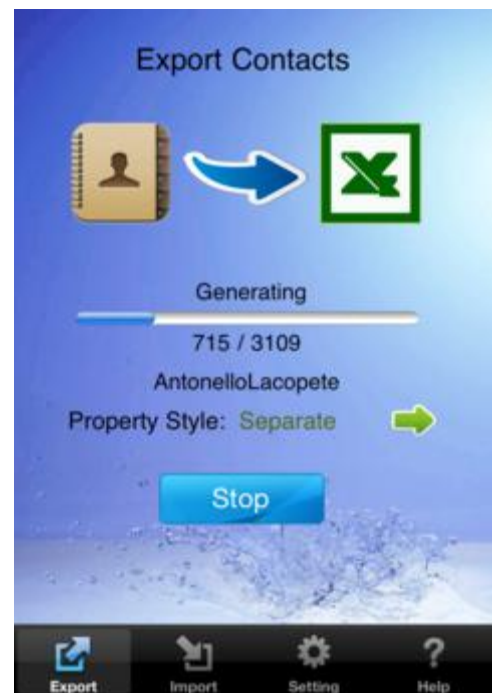 Export Contacts
Generating
715 / 3109
AntonelloLacopete
Property Style: Separate
Stop
Export Import Setting Help